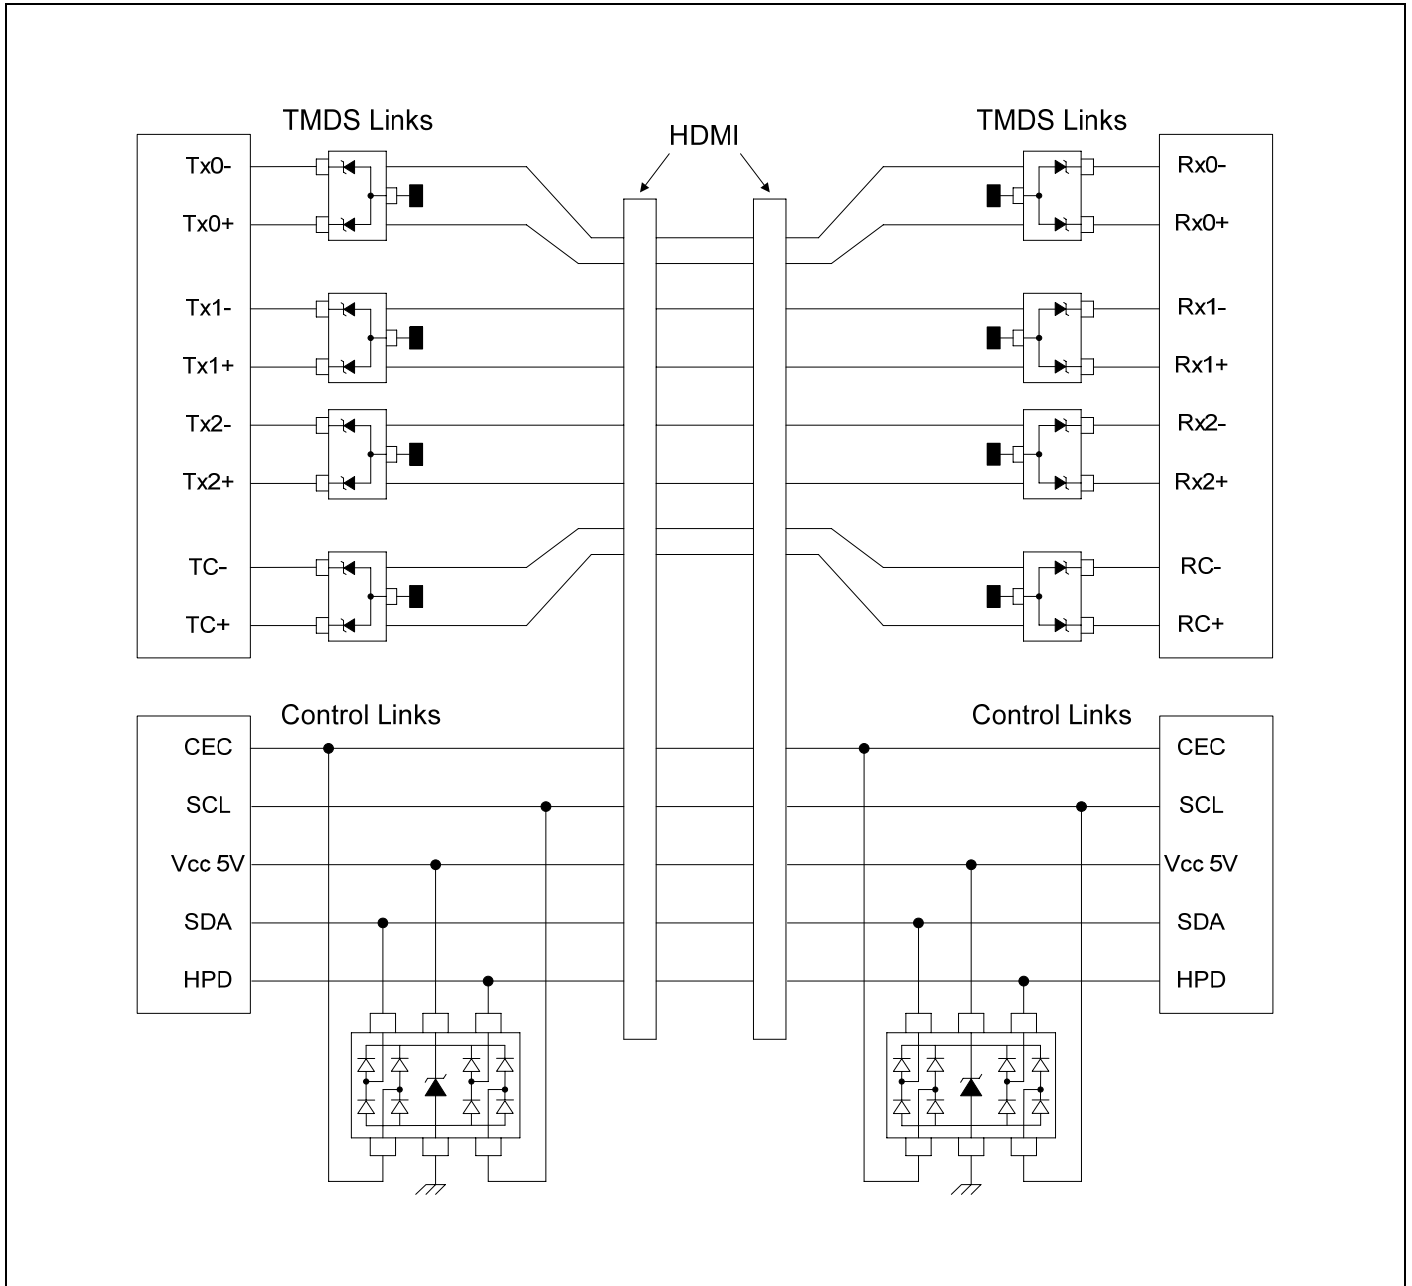 TMDS Links
HDMI
TMDS Links
Tx0-
Tx0+
Tx1-
Tx1+
Tx2-
Tx2+
TC-
TC+
Rx0-
Rx0+
Rx1-
Rx1+
Rx2-
Rx2+
RC-
RC+
Control Links
Control Links
CEC
SCL
Vcc 5V
SDA
HPD
CEC
SCL
Vcc 5V
SDA
HPD